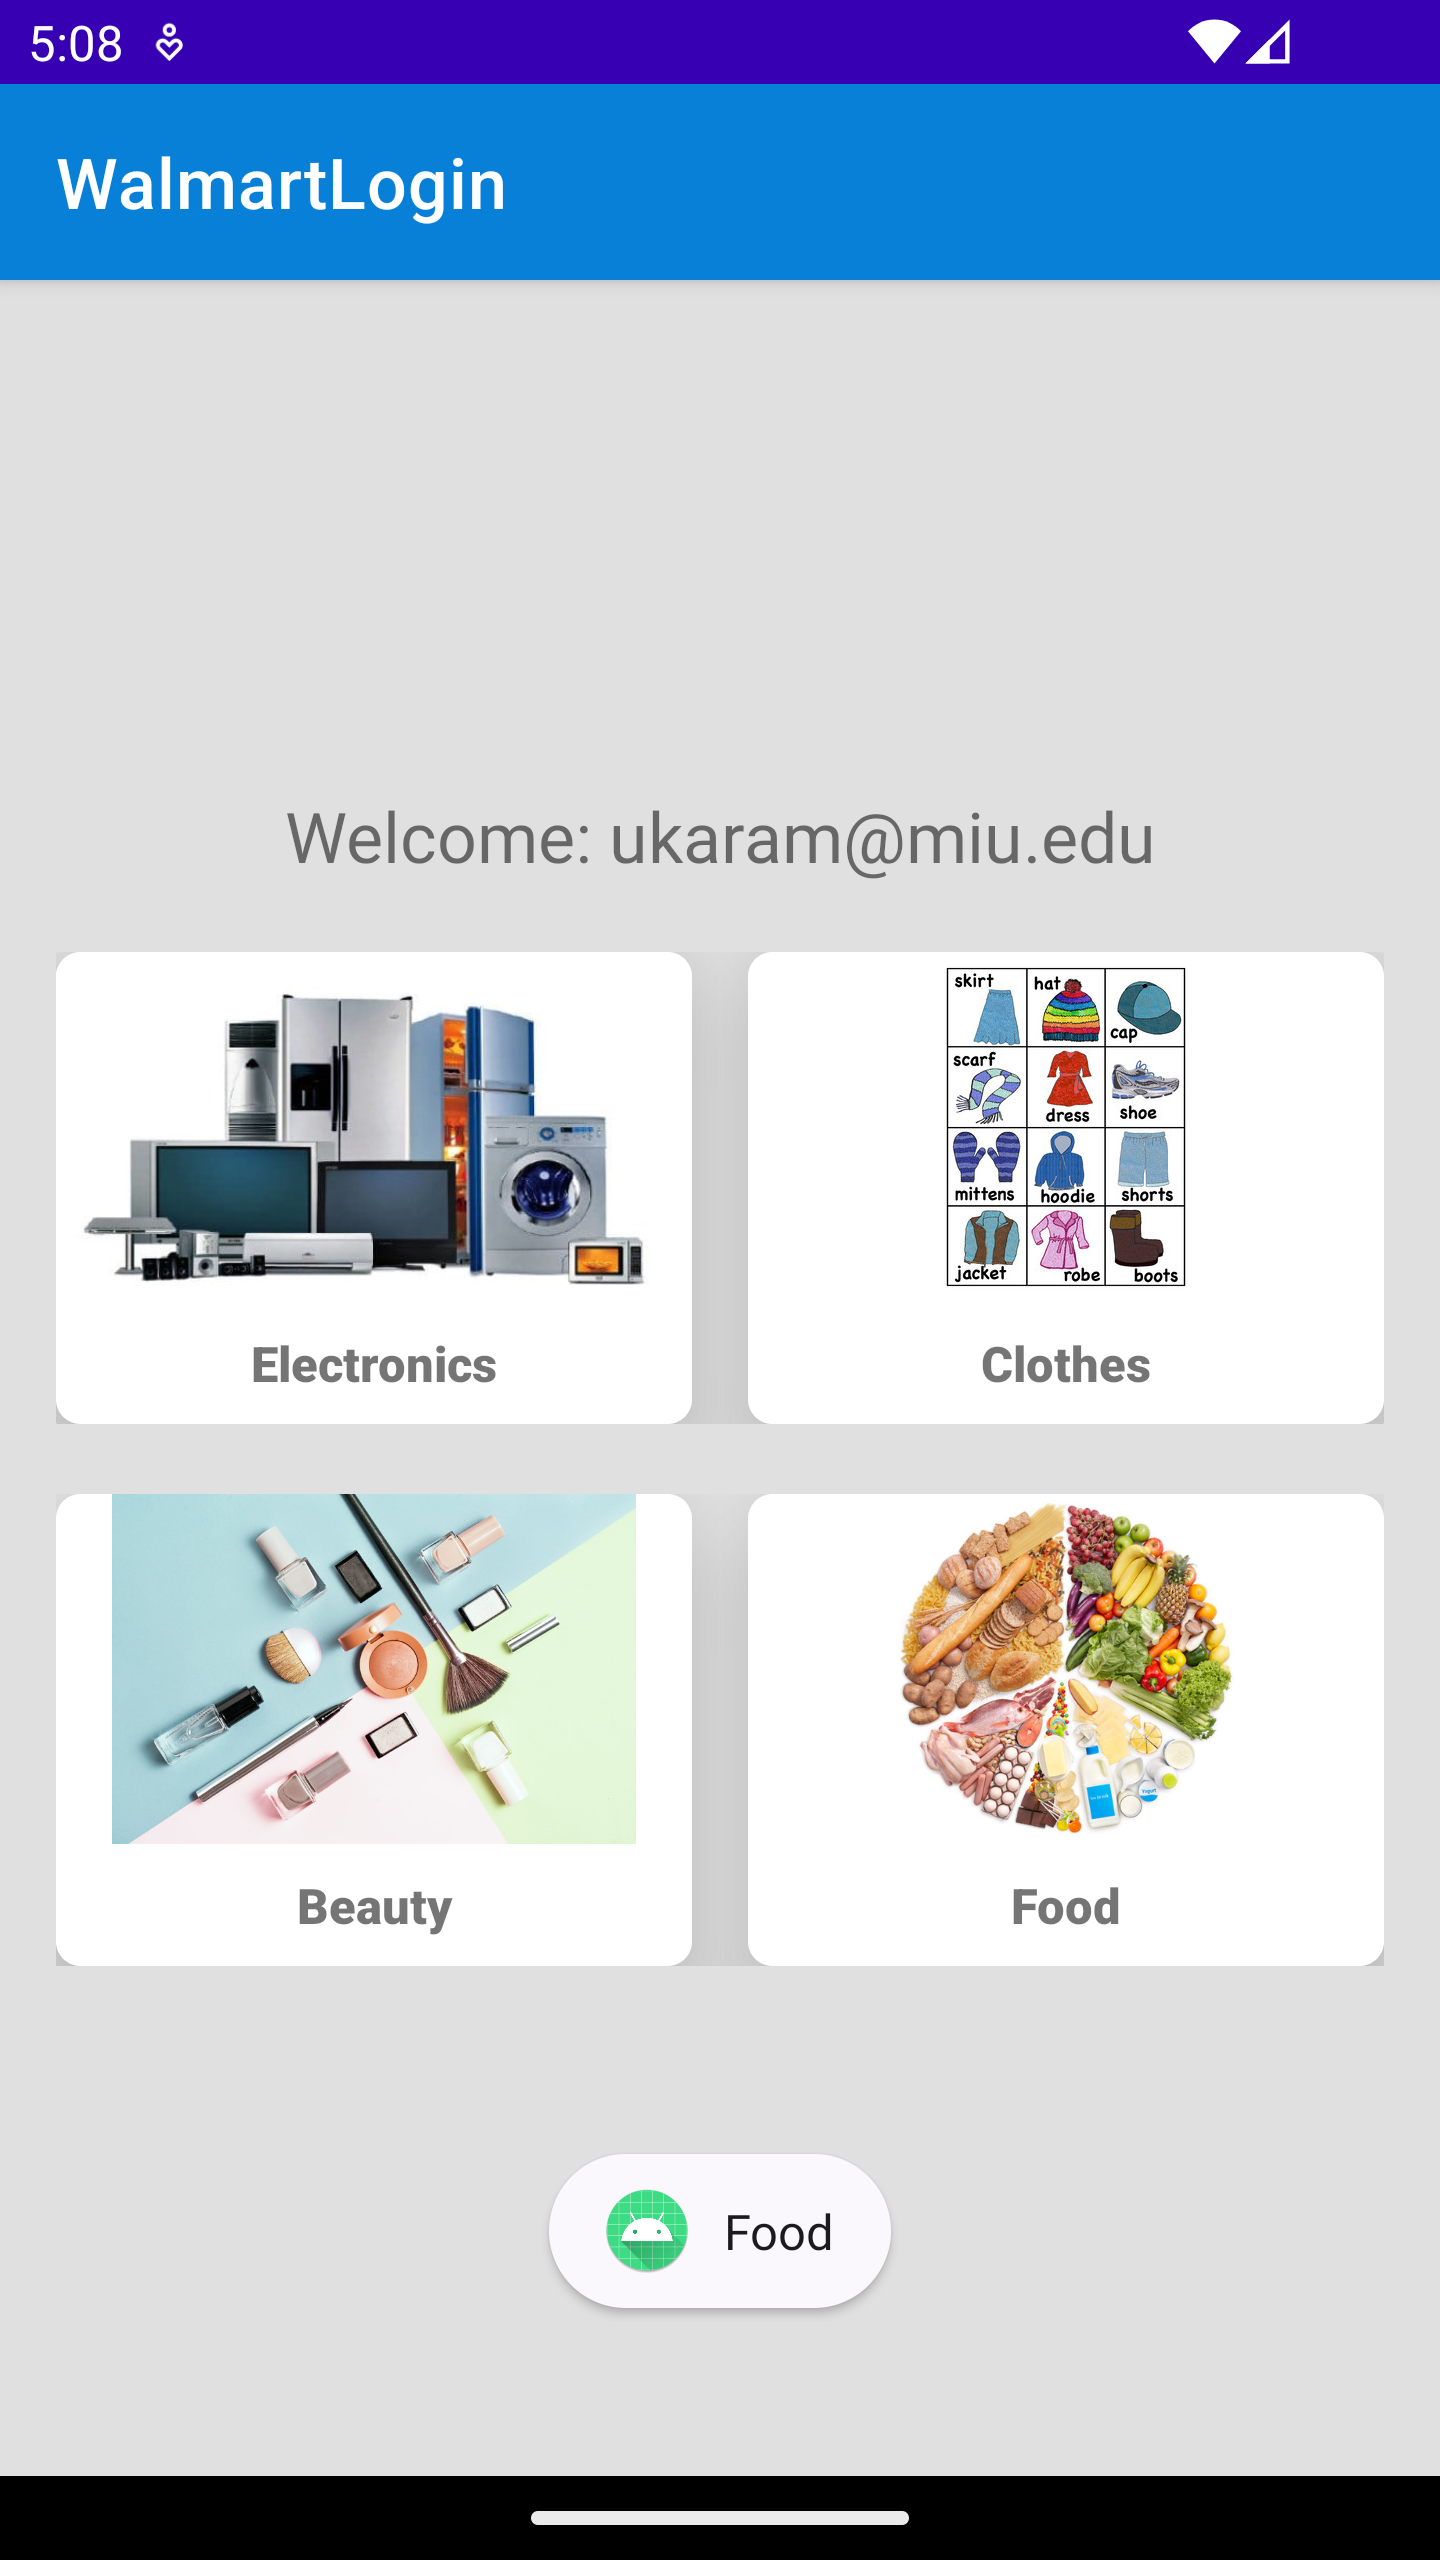 5:08
WalmartLogin
Welcome: ukaram@miu.edu
skirt hat cap
scarf dress shoe
mittens hoodie shorts
jacket robe boots
Electronics
Clothes
Beauty
Food
Food